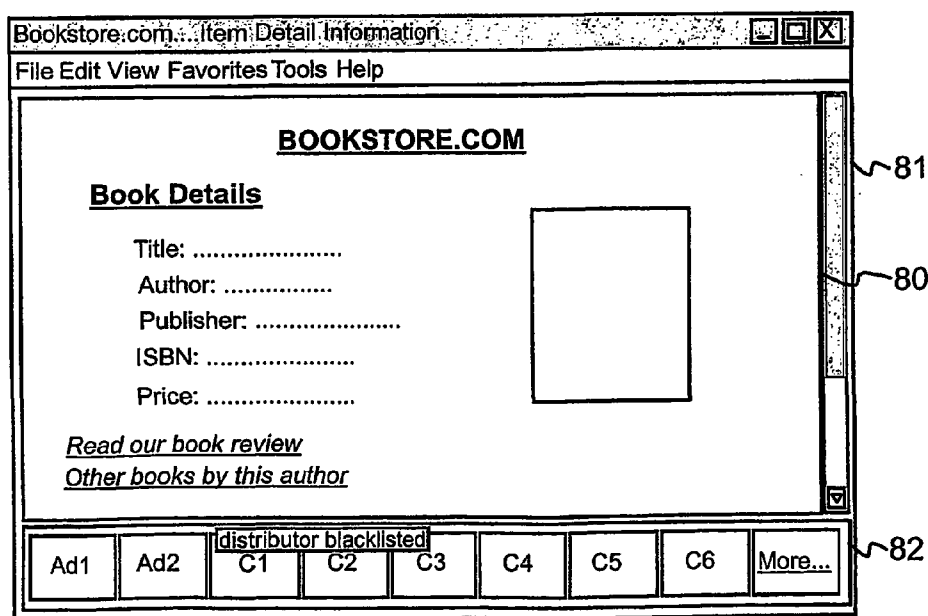 Bookstore.com....Item Detail Information
File Edit View Favorites Tools Help
BOOKSTORE.COM
Book Details
Title: ......................
Author: ................
Publisher: ......................
ISBN: ......................
Price: ......................
Read our book review
Other books by this author
distributor blacklisted
Ad1 Ad2 C1 C2 C3 C4 C5 C6 More...
81
80
82